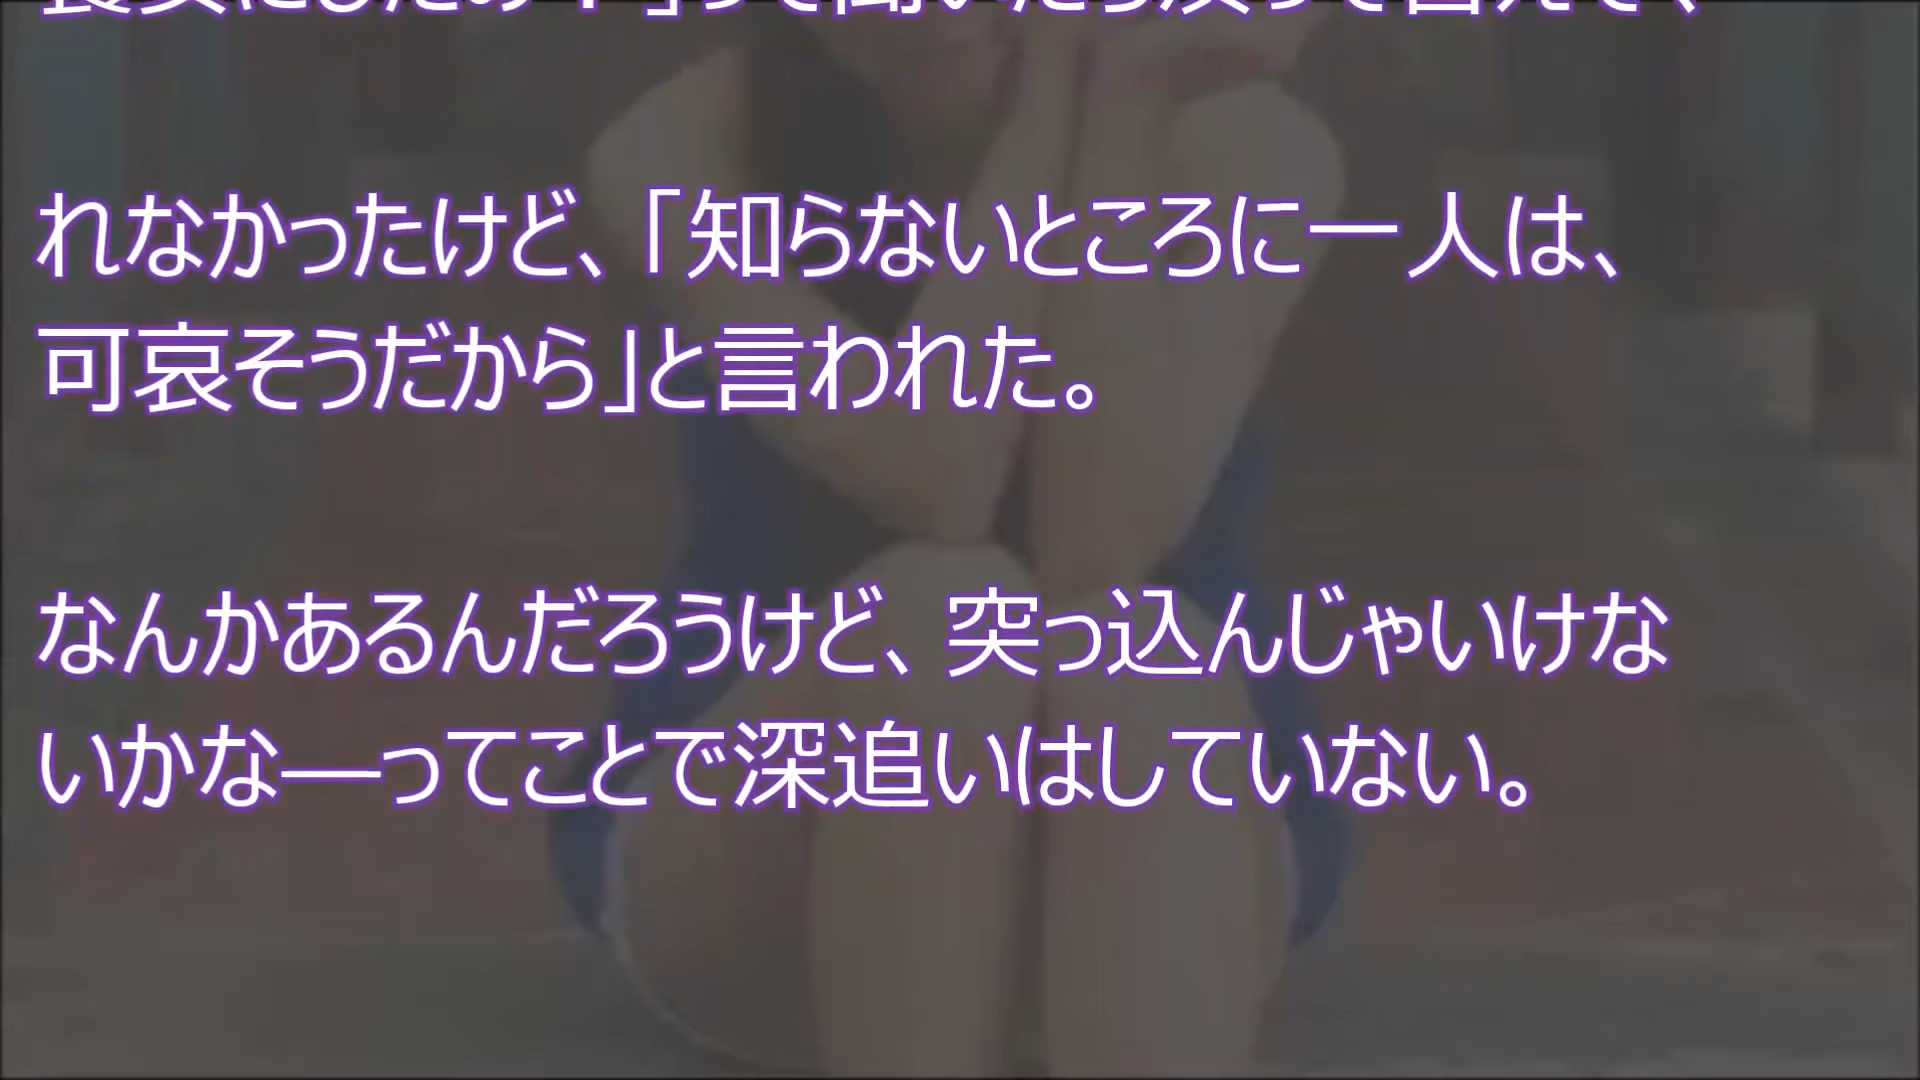 れなかったけど、「知らないところに一人は、
可哀そうだから」と言われた。
なんかあるんだろうけど、突っ込んじゃいけな
いかな―ってことで深追いはしていない。